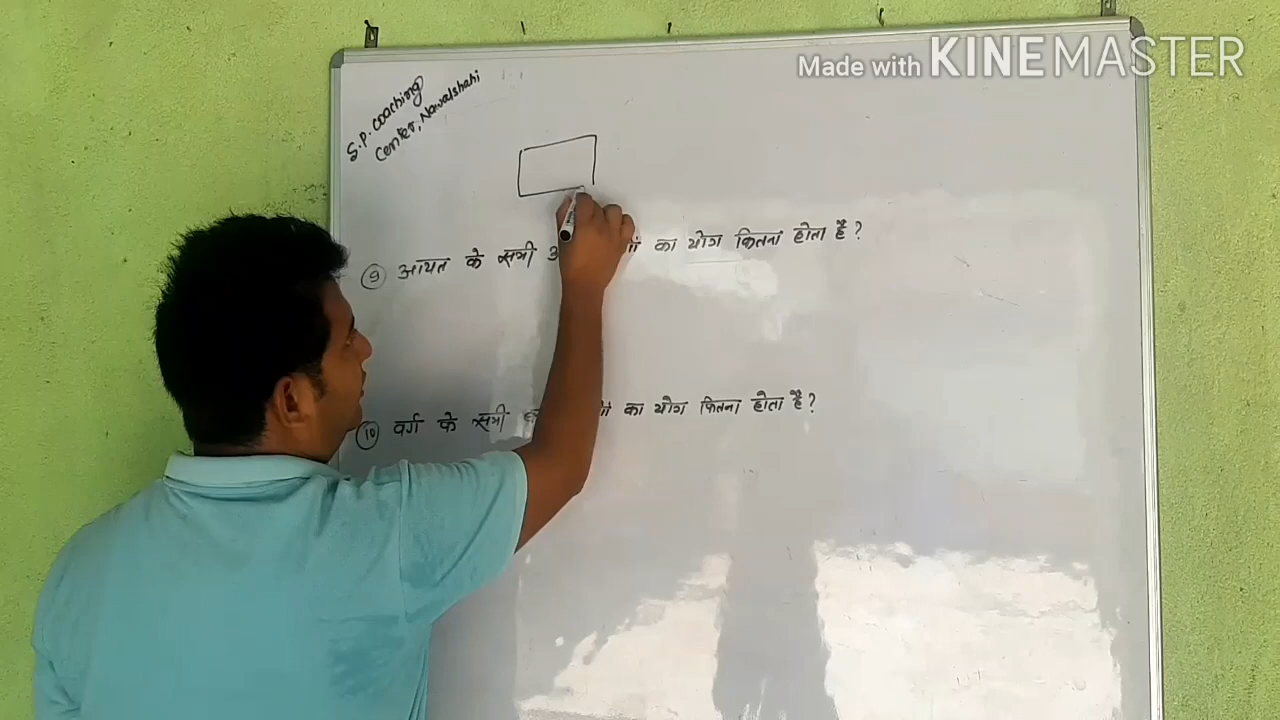 Made with KINEMASTER
S.P. coaching
Center, Nawalshahi
9 आयत के सभी का योग कितना होता है?
10 वर्ग के सभी का योग कितना होता है?